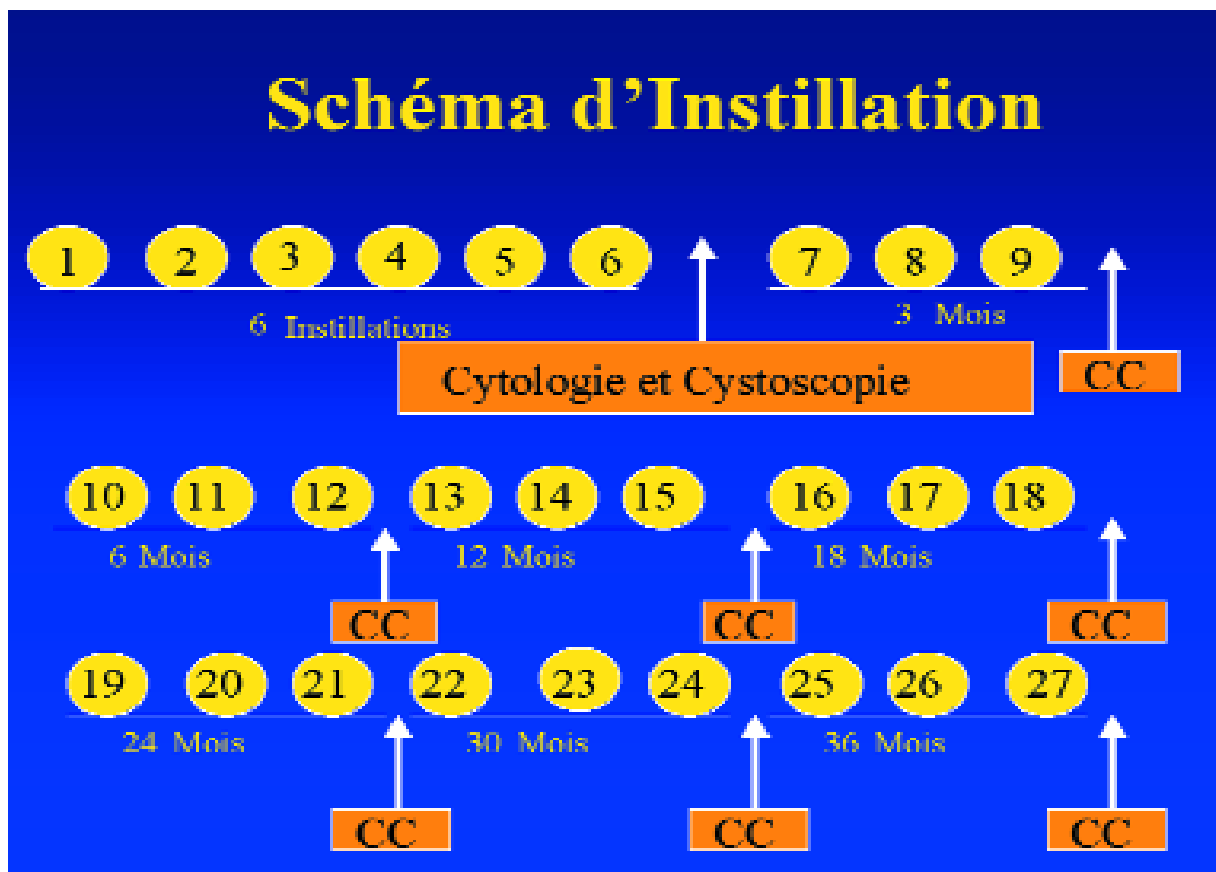 Schéma d’Instillation
1 2 3 4 5 6 7 8 9
6 Instillations 3 Mois
Cytologie et Cystoscopie CC
10 11 12 13 14 15 16 17 18
6 Mois 12 Mois 18 Mois
CC CC CC
19 20 21 22 23 24 25 26 27
24 Mois 30 Mois 36 Mois
CC CC CC